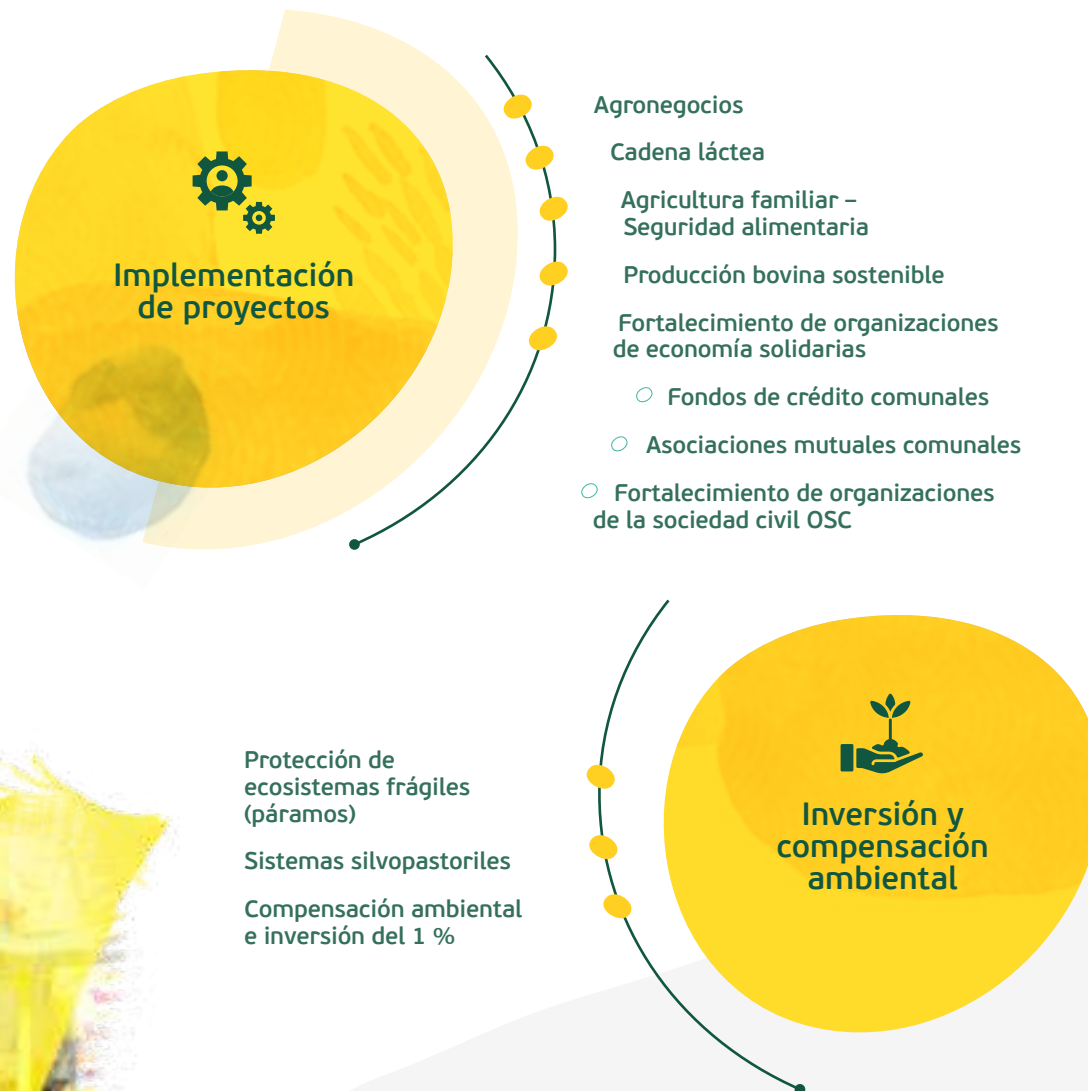 Implementación
de proyectos
Agronegocios
Cadena láctea
Agricultura familiar –
Seguridad alimentaria
Producción bovina sostenible
Fortalecimiento de organizaciones
de economía solidarias
Fondos de crédito comunales
Asociaciones mutuales comunales
Fortalecimiento de organizaciones
de la sociedad civil OSC
Protección de
ecosistemas frágiles
(páramos)
Sistemas silvopastoriles
Compensación ambiental
e inversión del 1 %
Inversión y
compensación
ambiental